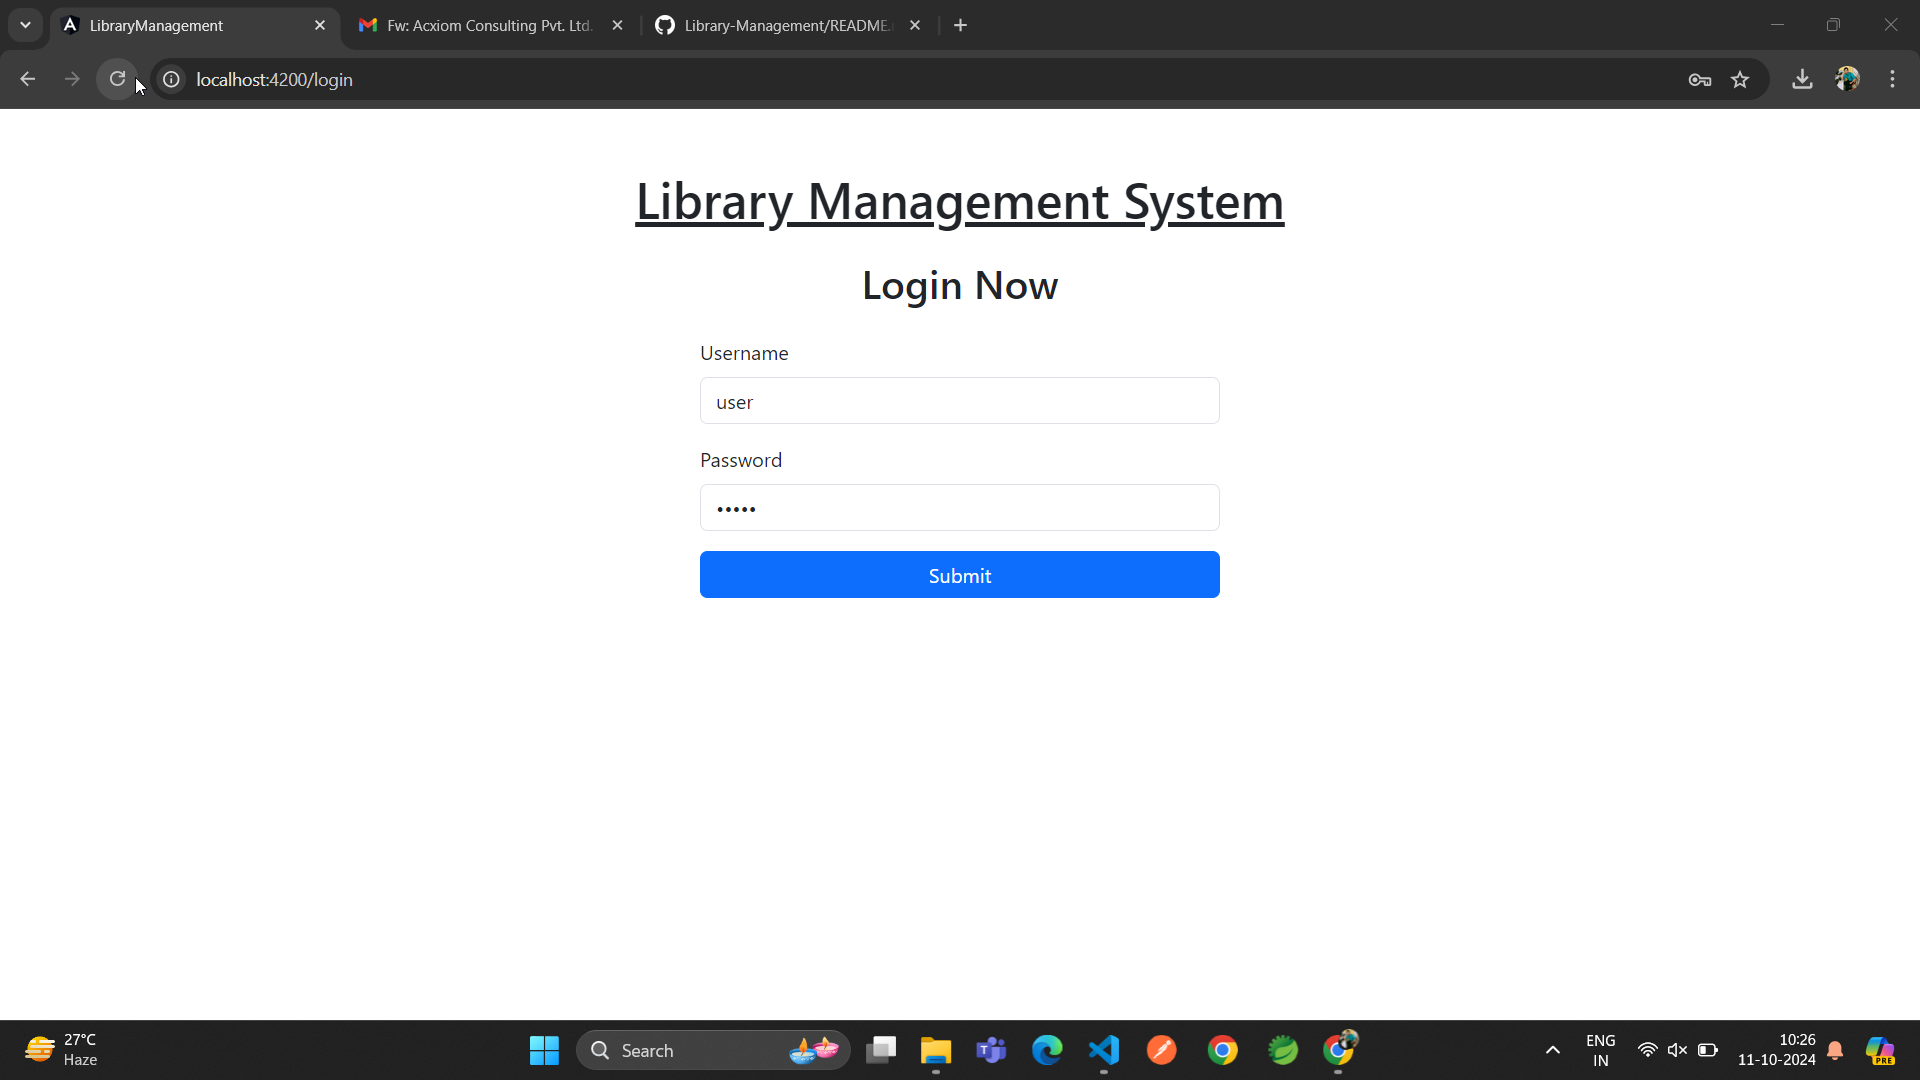 LibraryManagement
Fw: Acxiom Consulting Pvt. Ltd.
Library-Management/README.
localhost:4200/login
Library Management System
Login Now
Username
user
Password
•••••
Submit
27°C
Haze
Search
ENG
IN
10:26
11-10-2024
PRE